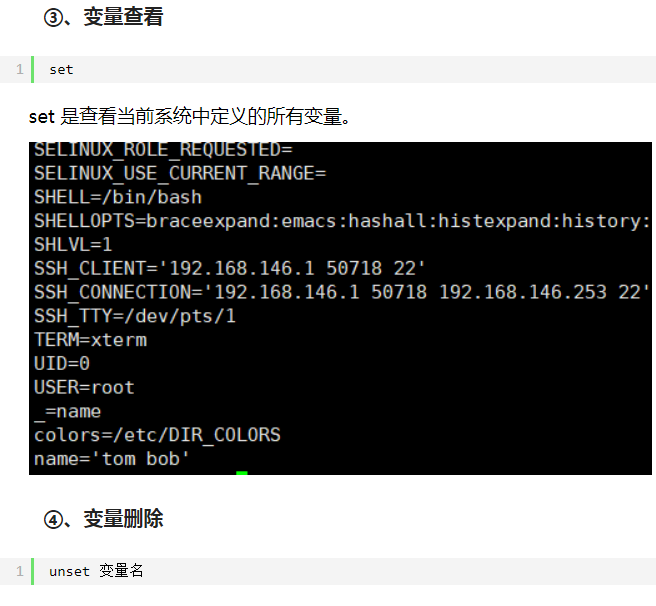 ③、变量查看
1 set
set 是查看当前系统中定义的所有变量。
SELINUX_ROLE_REQUESTED=
SELINUX_USE_CURRENT_RANGE=
SHELL=/bin/bash
SHELLOPTS=braceexpand:emacs:hashall:histexpand:history:
SHLVL=1
SSH_CLIENT='192.168.146.1 50718 22'
SSH_CONNECTION='192.168.146.1 50718 192.168.146.253 22'
SSH_TTY=/dev/pts/1
TERM=xterm
UID=0
USER=root
_=name
colors=/etc/DIR_COLORS
name='tom bob'
④、变量删除
1 unset 变量名